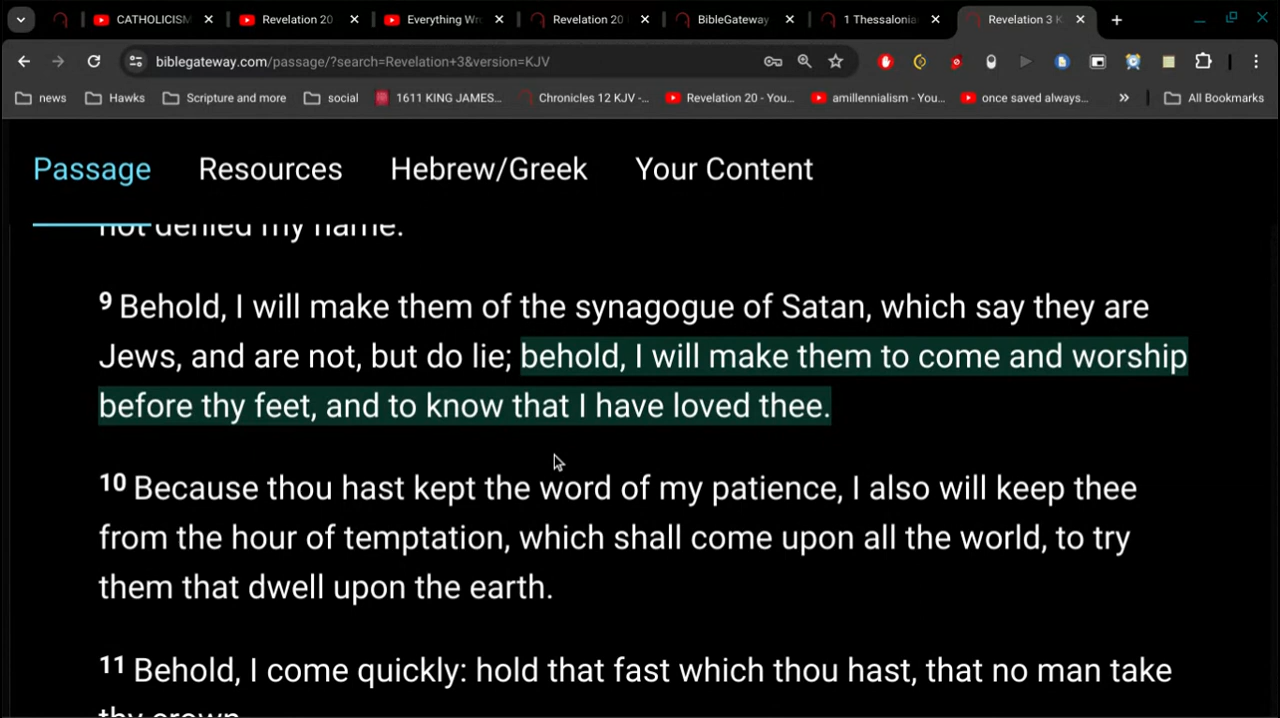 CATHOLICISM
Revelation 20
Everything Wr
Revelation 20
BibleGateway
1 Thessalonia
Revelation 3 K
biblegateway.com/passage/?search=Revelation+3&version=KJV
news
Hawks
Scripture and more
social
1611 KING JAMES...
Chronicles 12 KJV -...
Revelation 20 - You...
amillennialism - You...
once saved always...
»
All Bookmarks
Passage
Resources
Hebrew/Greek
Your Content
not denied my name.
9 Behold, I will make them of the synagogue of Satan, which say they are
Jews, and are not, but do lie; behold, I will make them to come and worship
before thy feet, and to know that I have loved thee.
10 Because thou hast kept the word of my patience, I also will keep thee
from the hour of temptation, which shall come upon all the world, to try
them that dwell upon the earth.
11 Behold, I come quickly: hold that fast which thou hast, that no man take
thy crown.